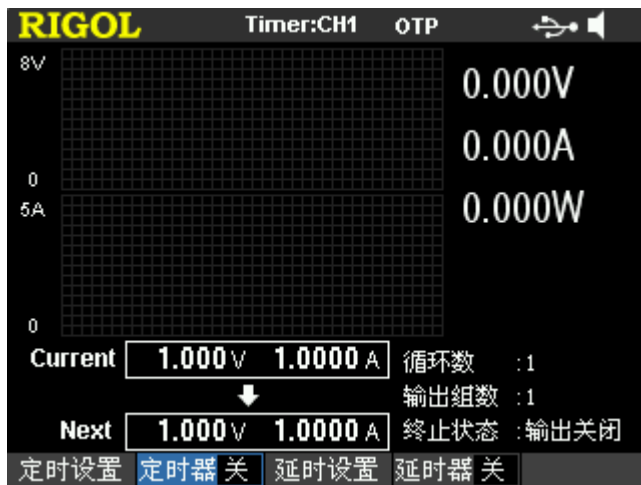 RIGOL Timer:CH1 OTP
8V
0.000V
0.000A
0
5A
0.000W
0
Current 1.000V 1.0000A 循环数 :1
输出组数 :1
Next 1.000V 1.0000A 终止状态 :输出关闭
定时设置 定时器 关 延时设置 延时器 关